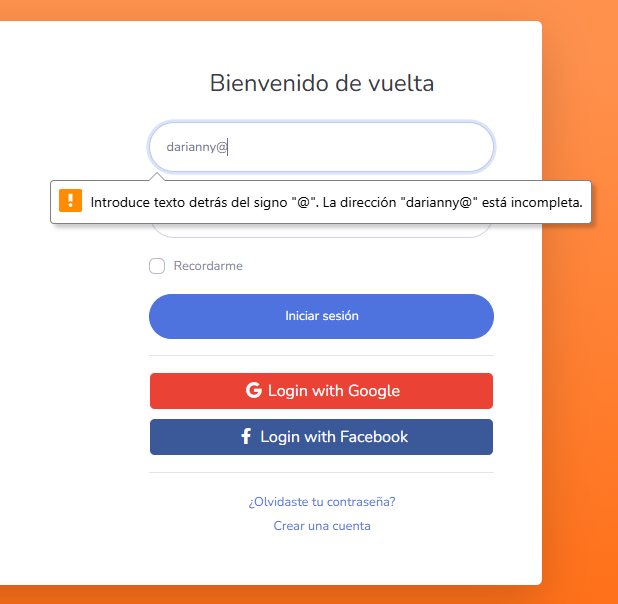 Bienvenido de vuelta
darianny@
Introduce texto detrás del signo "@". La dirección "darianny@" está incompleta.
Recordarme
Iniciar sesión
Login with Google
Login with Facebook
¿Olvidaste tu contraseña?
Crear una cuenta